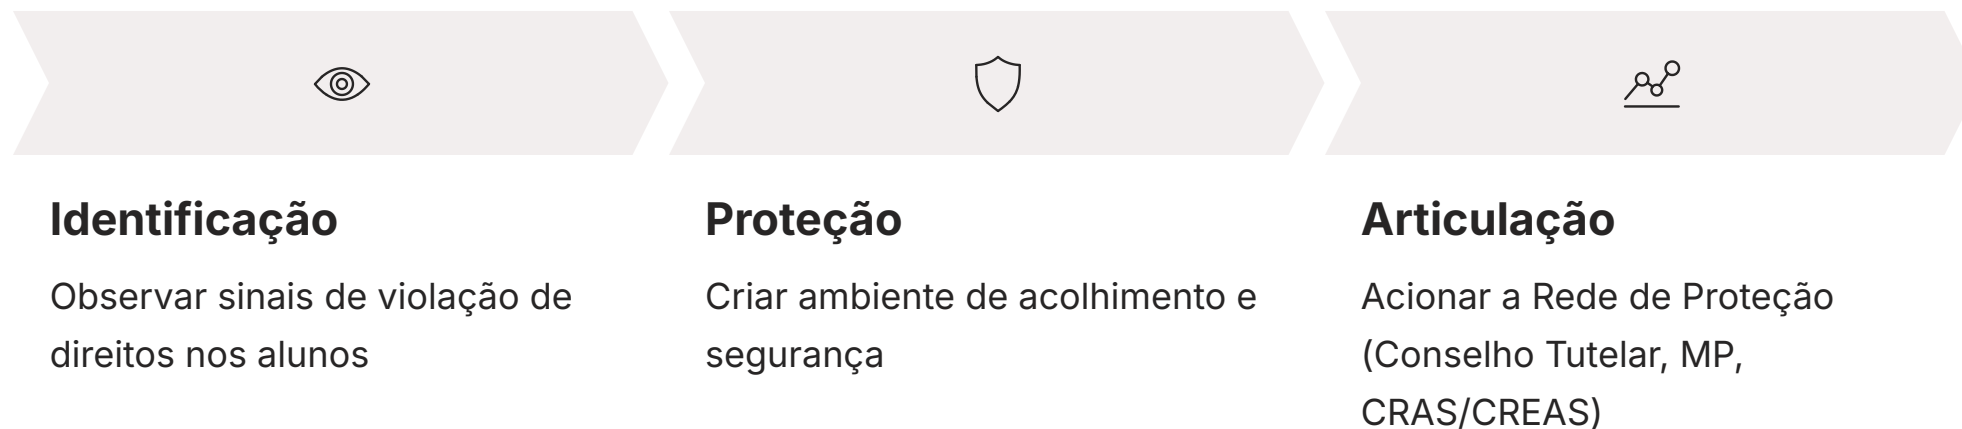 Identificação
Observar sinais de violação de
direitos nos alunos
Proteção
Criar ambiente de acolhimento e
segurança
Articulação
Acionar a Rede de Proteção
(Conselho Tutelar, MP,
CRAS/CREAS)